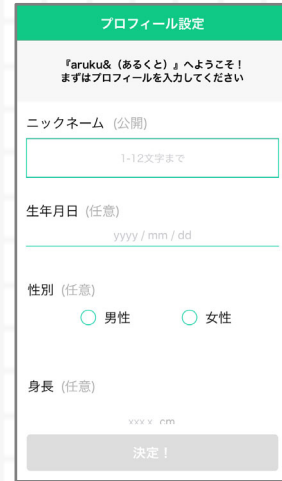 プロフィール設定
『aruku&（あるくと）』へようこそ！
まずはプロフィールを入力してください
ニックネーム (公開)
1-12文字まで
生年月日 (任意)
yyyy / mm / dd
性別 (任意)
男性 女性
身長 (任意)
xxx.x cm
決定！